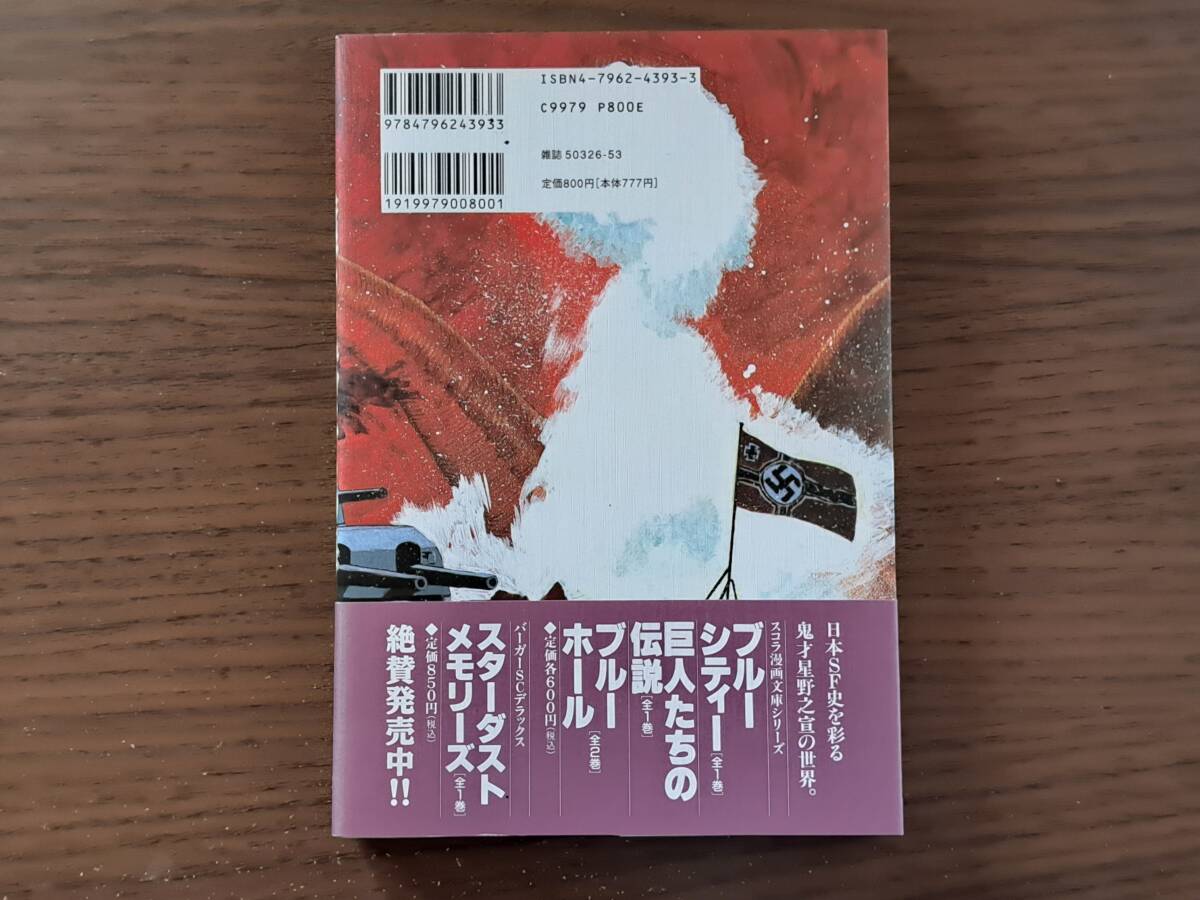 ISBN4-7962-4393-3
C9979 P800E
9784796243933
雑誌 50326-53
定価800円[本体777円]
1919979008001
日本SF史を彩る
鬼才星野之宣の世界。
スコラ漫画文庫シリーズ
ブルー
シティー[全1巻]
巨人たちの
伝説[全1巻]
ブルー
ホール[全2巻]
◆定価各600円(税込)
バーガーSCデラックス
スターダスト
メモリーズ[全1巻]
◆定価850円(税込)
絶賛発売中!!